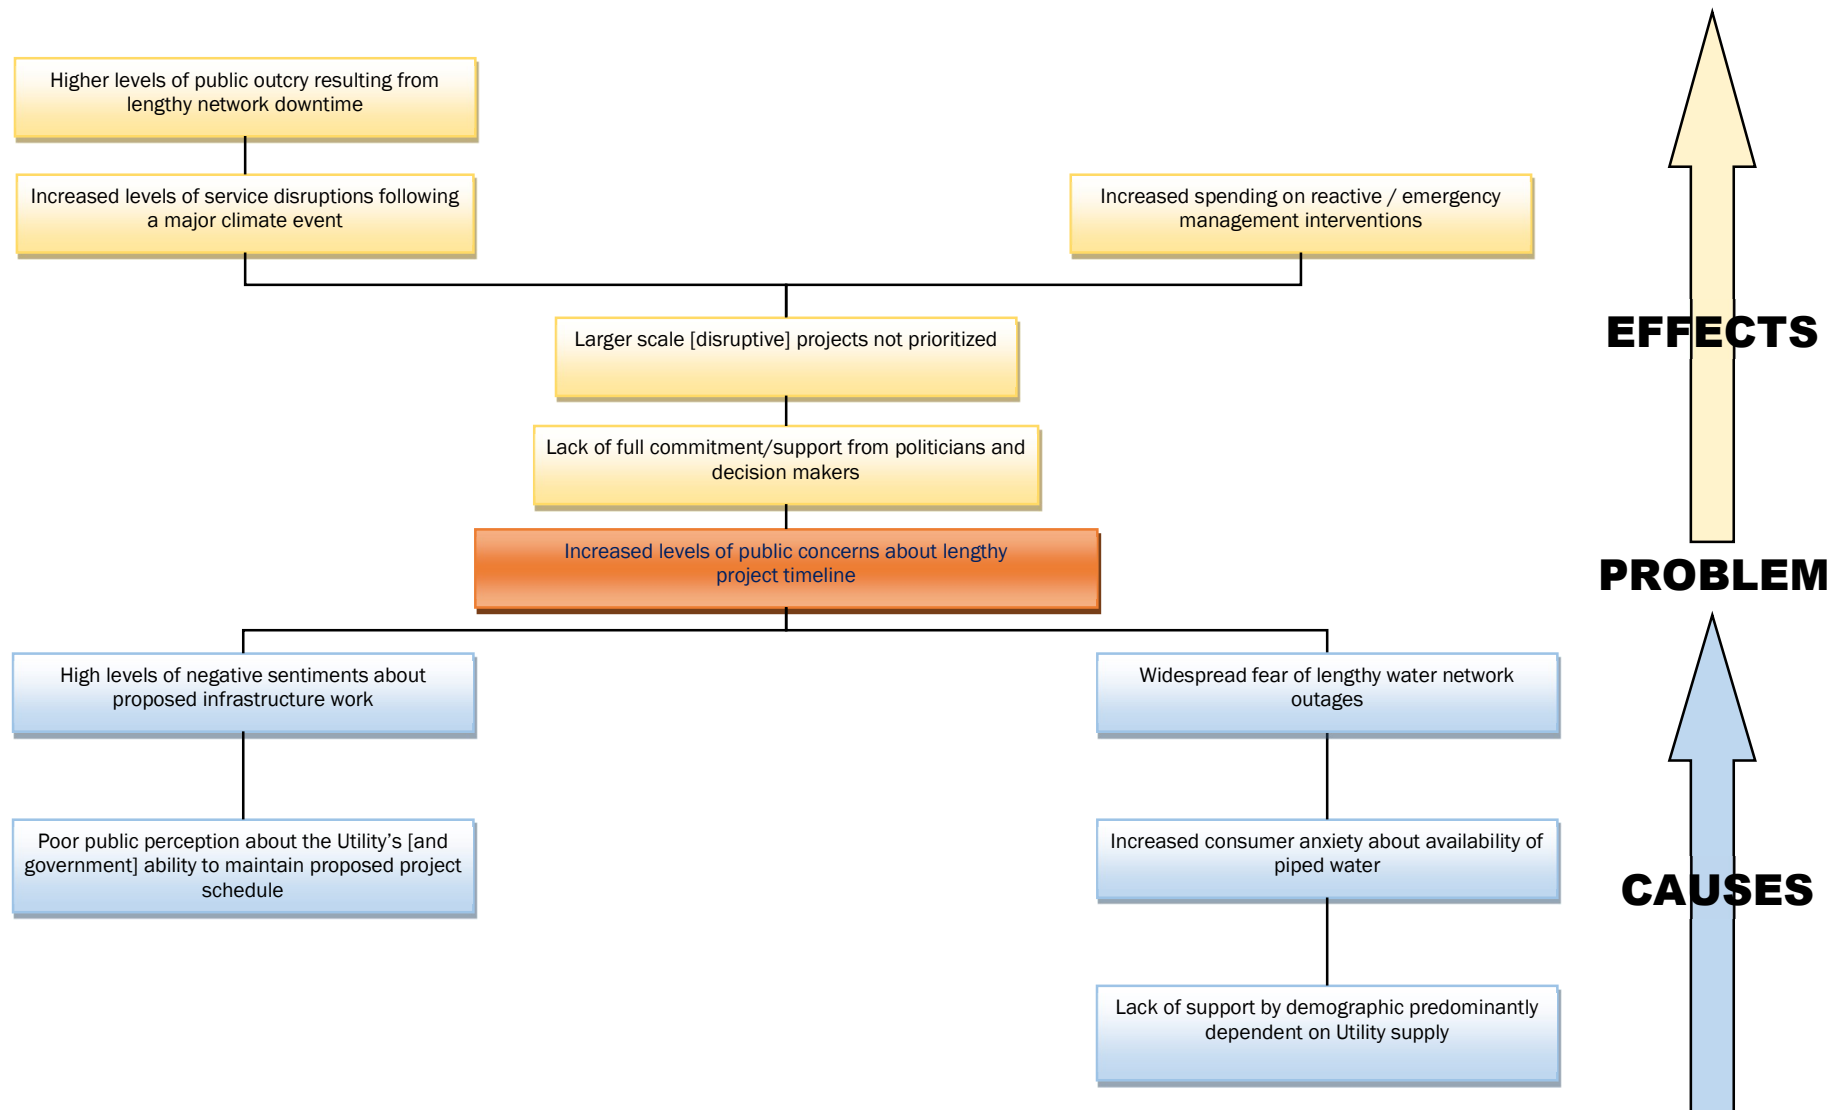 Higher levels of public outcry resulting from
lengthy network downtime
Increased levels of service disruptions following
a major climate event
Increased spending on reactive / emergency
management interventions
Larger scale [disruptive] projects not prioritized
EFFECTS
Lack of full commitment/support from politicians and
decision makers
Increased levels of public concerns about lengthy
project timeline
PROBLEM
High levels of negative sentiments about
proposed infrastructure work
Widespread fear of lengthy water network
outages
Poor public perception about the Utility’s [and
government] ability to maintain proposed project
schedule
Increased consumer anxiety about availability of
piped water
CAUSES
Lack of support by demographic predominantly
dependent on Utility supply